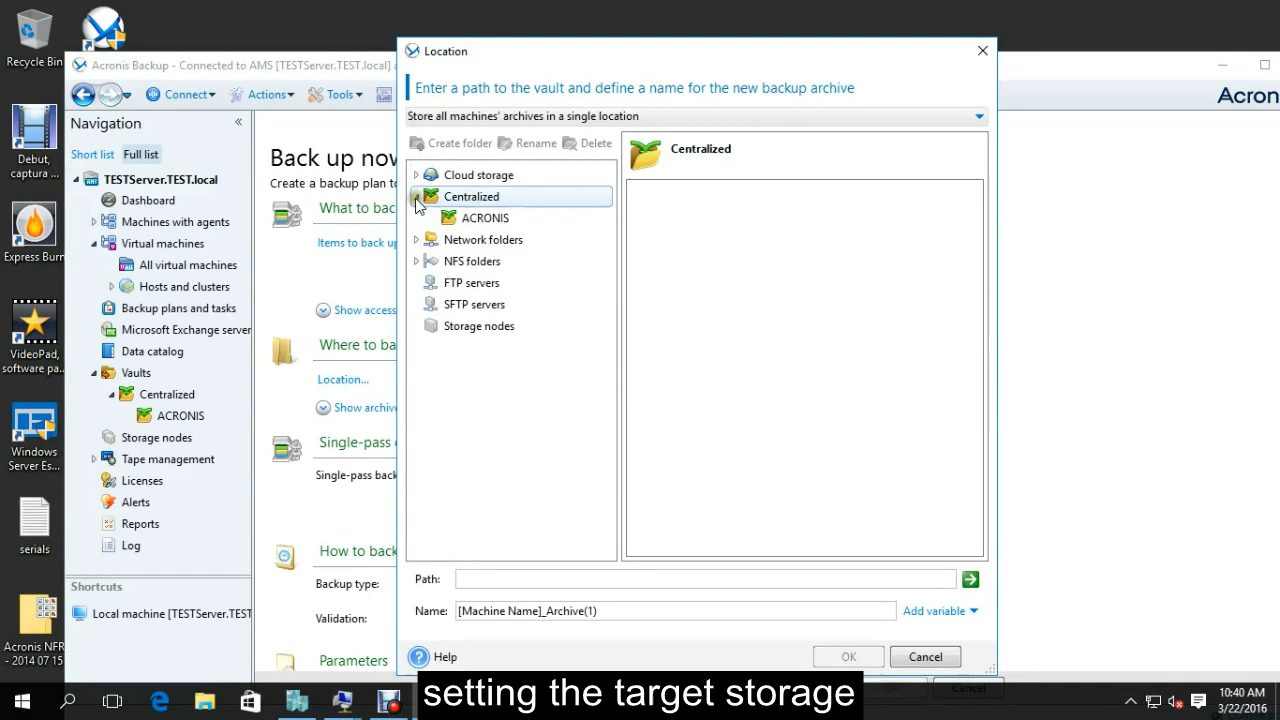 Recycle Bin
Debut,
captura ...
Express Burn
VideoPad,
software pa...
Windows
Server Es...
serials
Acronis NFR
- 2014 07 15
Acronis Backup - Connected to AMS [TESTServer.TEST.local]
Connect
Actions
Tools
Acron
Navigation
Short list
Full list
TESTServer.TEST.local
Dashboard
Machines with agents
Virtual machines
All virtual machines
Hosts and clusters
Backup plans and tasks
Microsoft Exchange server
Data catalog
Vaults
Centralized
ACRONIS
Storage nodes
Tape management
Licenses
Alerts
Reports
Log
Shortcuts
Local machine [TESTServer.TEST
Back up now
Create a backup plan to
What to bac
Items to back up
Show access
Where to ba
Location...
Show archiv
Single-pass
Single-pass back
How to back
Backup type:
Validation:
Parameters
Location
Enter a path to the vault and define a name for the new backup archive
Store all machines' archives in a single location
Create folder
Rename
Delete
Cloud storage
Centralized
ACRONIS
Network folders
NFS folders
FTP servers
SFTP servers
Storage nodes
Centralized
Path:
Name: [Machine Name]_Archive(1)
Add variable
Help
OK
Cancel
Cancel
setting the target storage
10:40 AM
3/22/2016